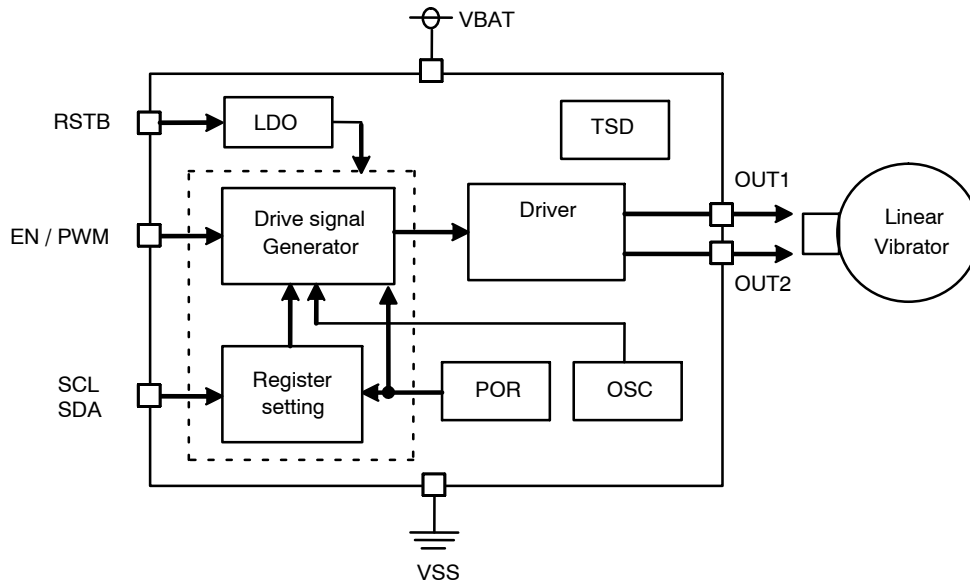 VBAT
RSTB
LDO
TSD
OUT1
EN / PWM
Drive signal
Generator
Driver
Linear
Vibrator
OUT2
SCL
SDA
Register
setting
POR
OSC
VSS